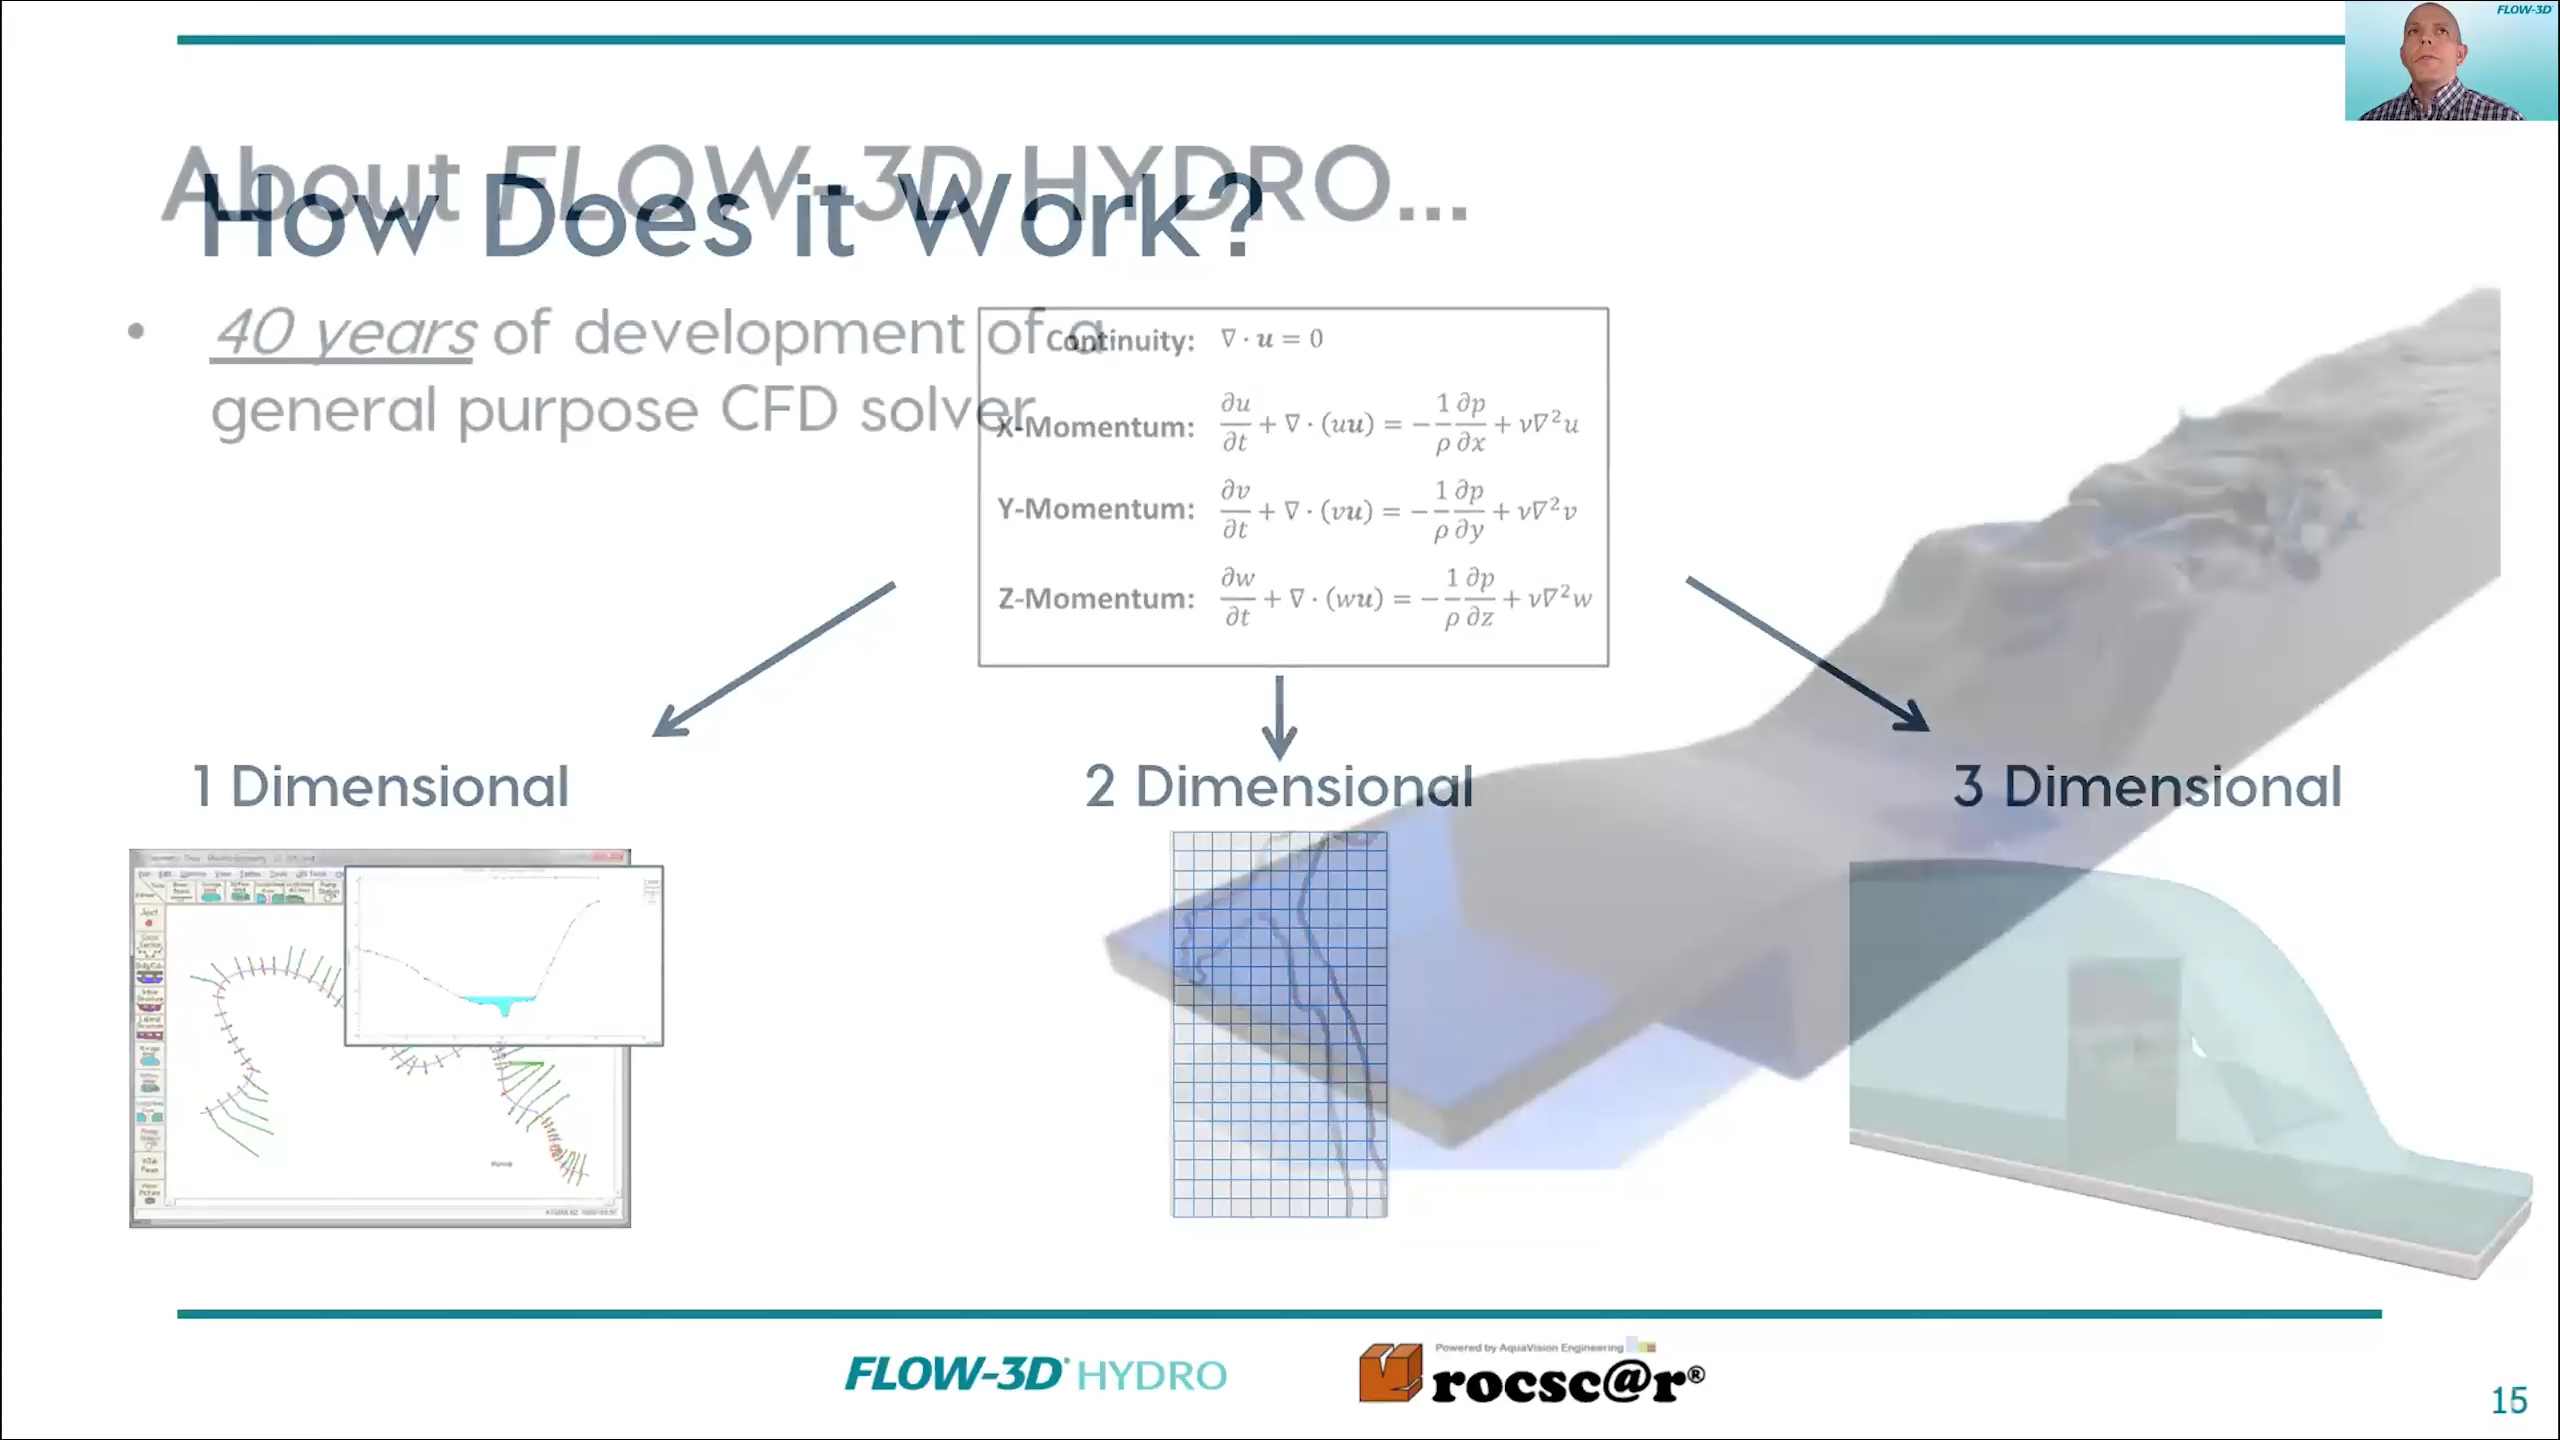 FLOW-3D
About FLOW-3D HYDRO...
How Does it Work?
• 40 years of development of a
general purpose CFD solver
Continuity: ∇ · u = 0
X-Momentum: ∂u/∂t + ∇ · (uu) = − 1/ρ ∂p/∂x + ν∇²u
Y-Momentum: ∂v/∂t + ∇ · (vu) = − 1/ρ ∂p/∂y + ν∇²v
Z-Momentum: ∂w/∂t + ∇ · (wu) = − 1/ρ ∂p/∂z + ν∇²w
1 Dimensional
2 Dimensional
3 Dimensional
FLOW-3D HYDRO
Powered by AquaVision Engineering
rocsc@r®
15